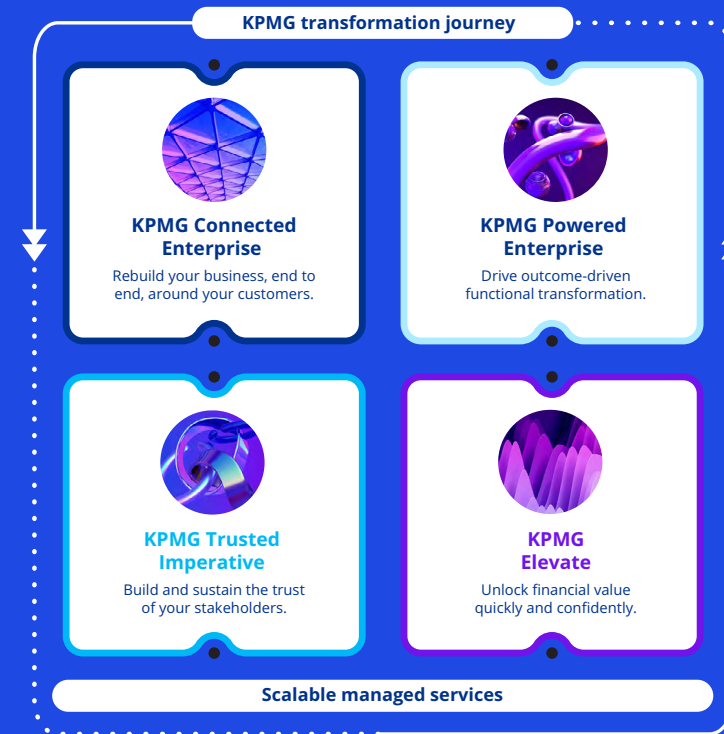 KPMG transformation journey
KPMG Connected
Enterprise
Rebuild your business, end to
end, around your customers.
KPMG Powered
Enterprise
Drive outcome-driven
functional transformation.
KPMG Trusted
Imperative
Build and sustain the trust
of your stakeholders.
KPMG
Elevate
Unlock financial value
quickly and confidently.
Scalable managed services